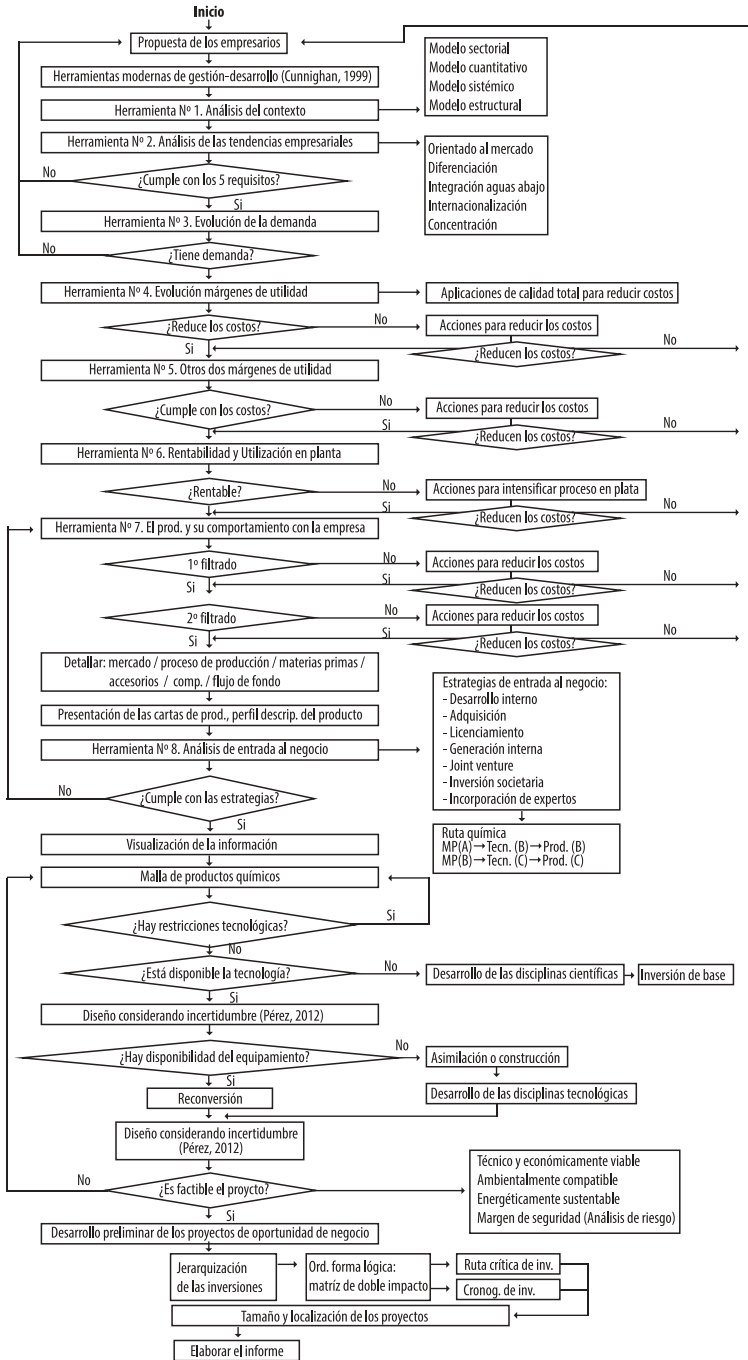 Inicio
Propuesta de los empresarios
Herramientas modernas de gestión-desarrollo (Cunnighan, 1999)
Herramienta Nº 1. Análisis del contexto
Modelo sectorial
Modelo cuantitativo
Modelo sistémico
Modelo estructural
Herramienta Nº 2. Análisis de las tendencias empresariales
Orientado al mercado
Diferenciación
Integración aguas abajo
Internacionalización
Concentración
No
¿Cumple con los 5 requisitos?
Si
Herramienta Nº 3. Evolución de la demanda
No
¿Tiene demanda?
Herramienta Nº 4. Evolución márgenes de utilidad
Aplicaciones de calidad total para reducir costos
¿Reduce los costos?
No
Acciones para reducir los costos
Si
¿Reducen los costos?
No
Herramienta Nº 5. Otros dos márgenes de utilidad
¿Cumple con los costos?
No
Acciones para reducir los costos
Si
¿Reducen los costos?
No
Herramienta Nº 6. Rentabilidad y Utilización en planta
¿Rentable?
No
Acciones para intensificar proceso en plata
Si
¿Reducen los costos?
No
Herramienta Nº 7. El prod. y su comportamiento con la empresa
1º filtrado
No
Acciones para reducir los costos
Si
Si
¿Reducen los costos?
No
2º filtrado
No
Acciones para reducir los costos
Si
Si
¿Reducen los costos?
No
Detallar: mercado / proceso de producción / materias primas /
accesorios / comp. / flujo de fondo
Presentación de las cartas de prod., perfil descrip. del producto
Herramienta Nº 8. Análisis de entrada al negocio
Estrategias de entrada al negocio:
- Desarrollo interno
- Adquisición
- Licenciamiento
- Generación interna
- Joint venture
- Inversión societaria
- Incorporación de expertos
No
¿Cumple con las estrategias?
Si
Ruta química
MP(A)→Tecn. (B)→Prod. (B)
MP(B)→Tecn. (C)→Prod. (C)
Visualización de la información
Malla de productos químicos
¿Hay restricciones tecnológicas?
Si
No
¿Está disponible la tecnología?
No
Desarrollo de las disciplinas científicas
Inversión de base
Si
Diseño considerando incertidumbre (Pérez, 2012)
¿Hay disponibilidad del equipamiento?
No
Asimilación o construcción
Si
Desarrollo de las disciplinas tecnológicas
Reconversión
Diseño considerando incertidumbre
(Pérez, 2012)
No
¿Es factible el proycto?
Técnico y económicamente viable
Ambientalmente compatible
Energéticamente sustentable
Margen de seguridad (Análisis de riesgo)
Si
Desarrollo preliminar de los proyectos de oportunidad de negocio
Jerarquización
de las inversiones
Ord. forma lógica:
matríz de doble impacto
Ruta crítica de inv.
Cronog. de inv.
Tamaño y localización de los proyectos
Elaborar el informe